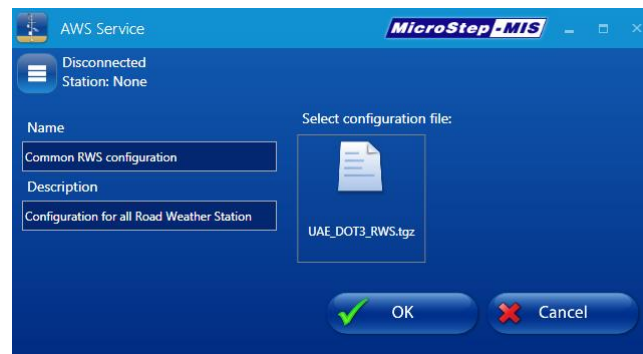 AWS Service
MicroStep-MIS
Disconnected
Station: None
Name
Common RWS configuration
Description
Configuration for all Road Weather Station
Select configuration file:
UAE_DOT3_RWS.tgz
OK
Cancel